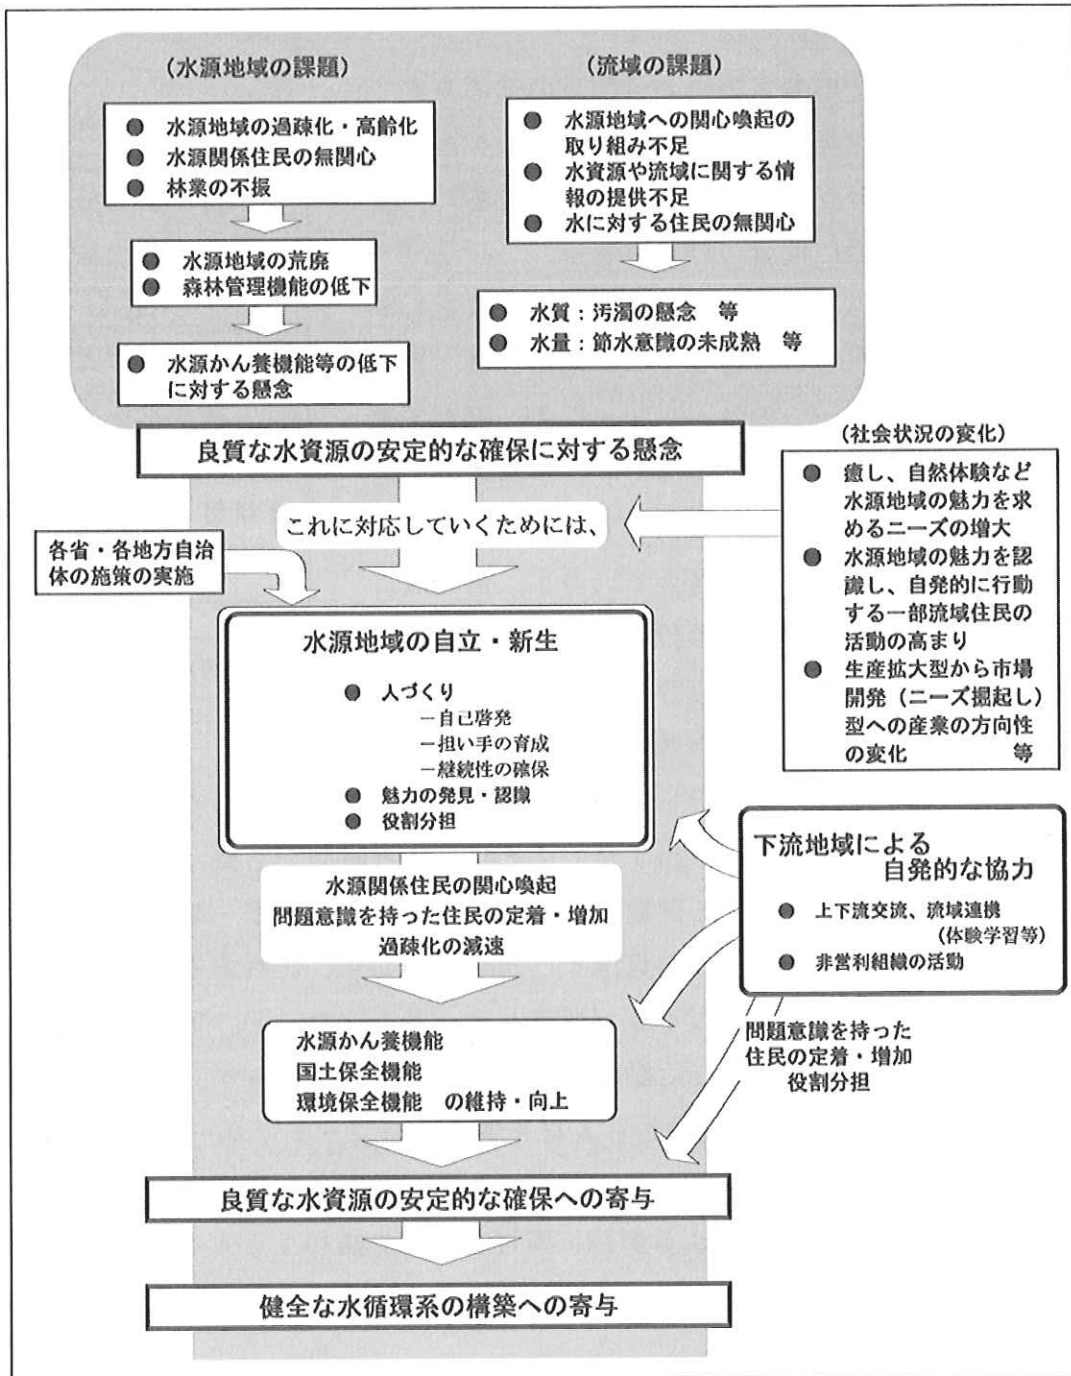 (水源地域の課題)
● 水源地域の過疎化・高齢化
● 水源関係住民の無関心
● 林業の不振
● 水源地域の荒廃
● 森林管理機能の低下
● 水源かん養機能等の低下
に対する懸念
(流域の課題)
● 水源地域への関心喚起の
取り組み不足
● 水資源や流域に関する情
報の提供不足
● 水に対する住民の無関心
● 水質：汚濁の懸念 等
● 水量：節水意識の未成熟 等
良質な水資源の安定的な確保に対する懸念
(社会状況の変化)
● 癒し、自然体験など
水源地域の魅力を求
めるニーズの増大
● 水源地域の魅力を認
識し、自発的に行動
する一部流域住民の
活動の高まり
● 生産拡大型から市場
開発（ニーズ掘起し）
型への産業の方向性
の変化 等
これに対応していくためには、
各省・各地方自治
体の施策の実施
水源地域の自立・新生
● 人づくり
－自己啓発
－担い手の育成
－継続性の確保
● 魅力の発見・認識
● 役割分担
下流地域による
自発的な協力
● 上下流交流、流域連携
(体験学習等)
● 非営利組織の活動
水源関係住民の関心喚起
問題意識を持った住民の定着・増加
過疎化の減速
問題意識を持った
住民の定着・増加
役割分担
水源かん養機能
国土保全機能
環境保全機能 の維持・向上
良質な水資源の安定的な確保への寄与
健全な水循環系の構築への寄与